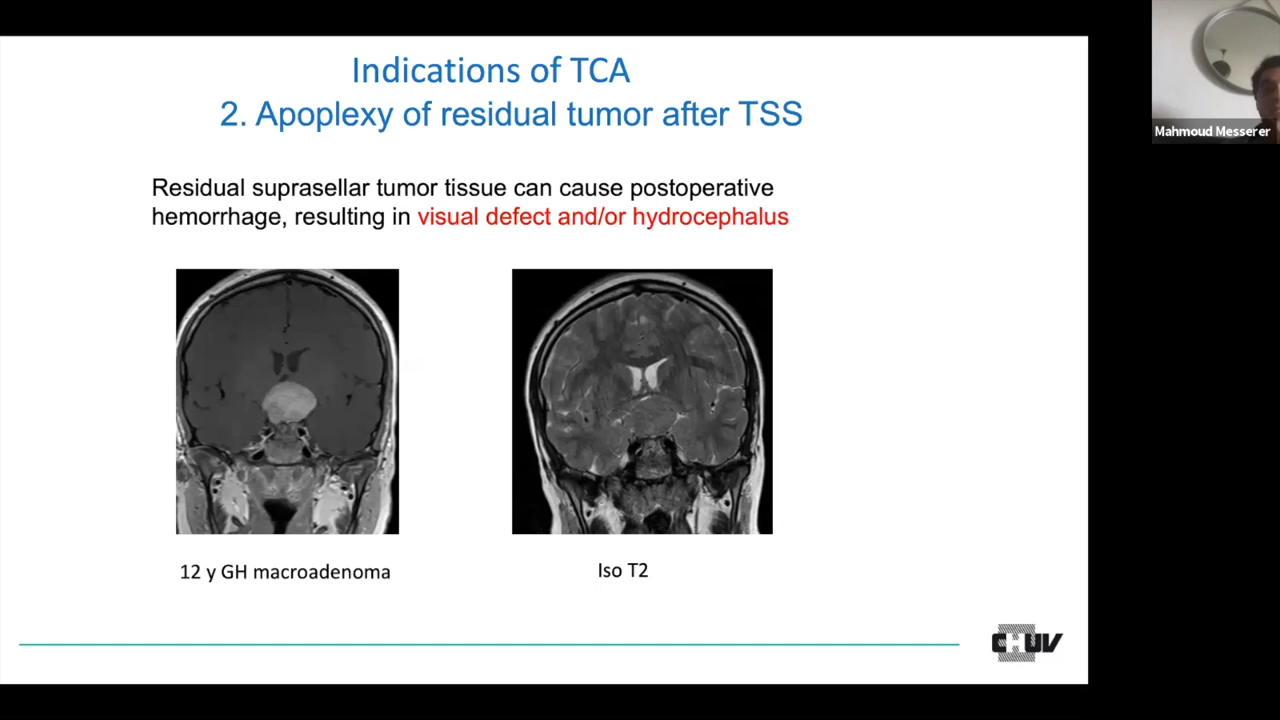 Indications of TCA
2. Apoplexy of residual tumor after TSS
Mahmoud Messerer
Residual suprasellar tumor tissue can cause postoperative
hemorrhage, resulting in visual defect and/or hydrocephalus
12 y GH macroadenoma
Iso T2
CHUV